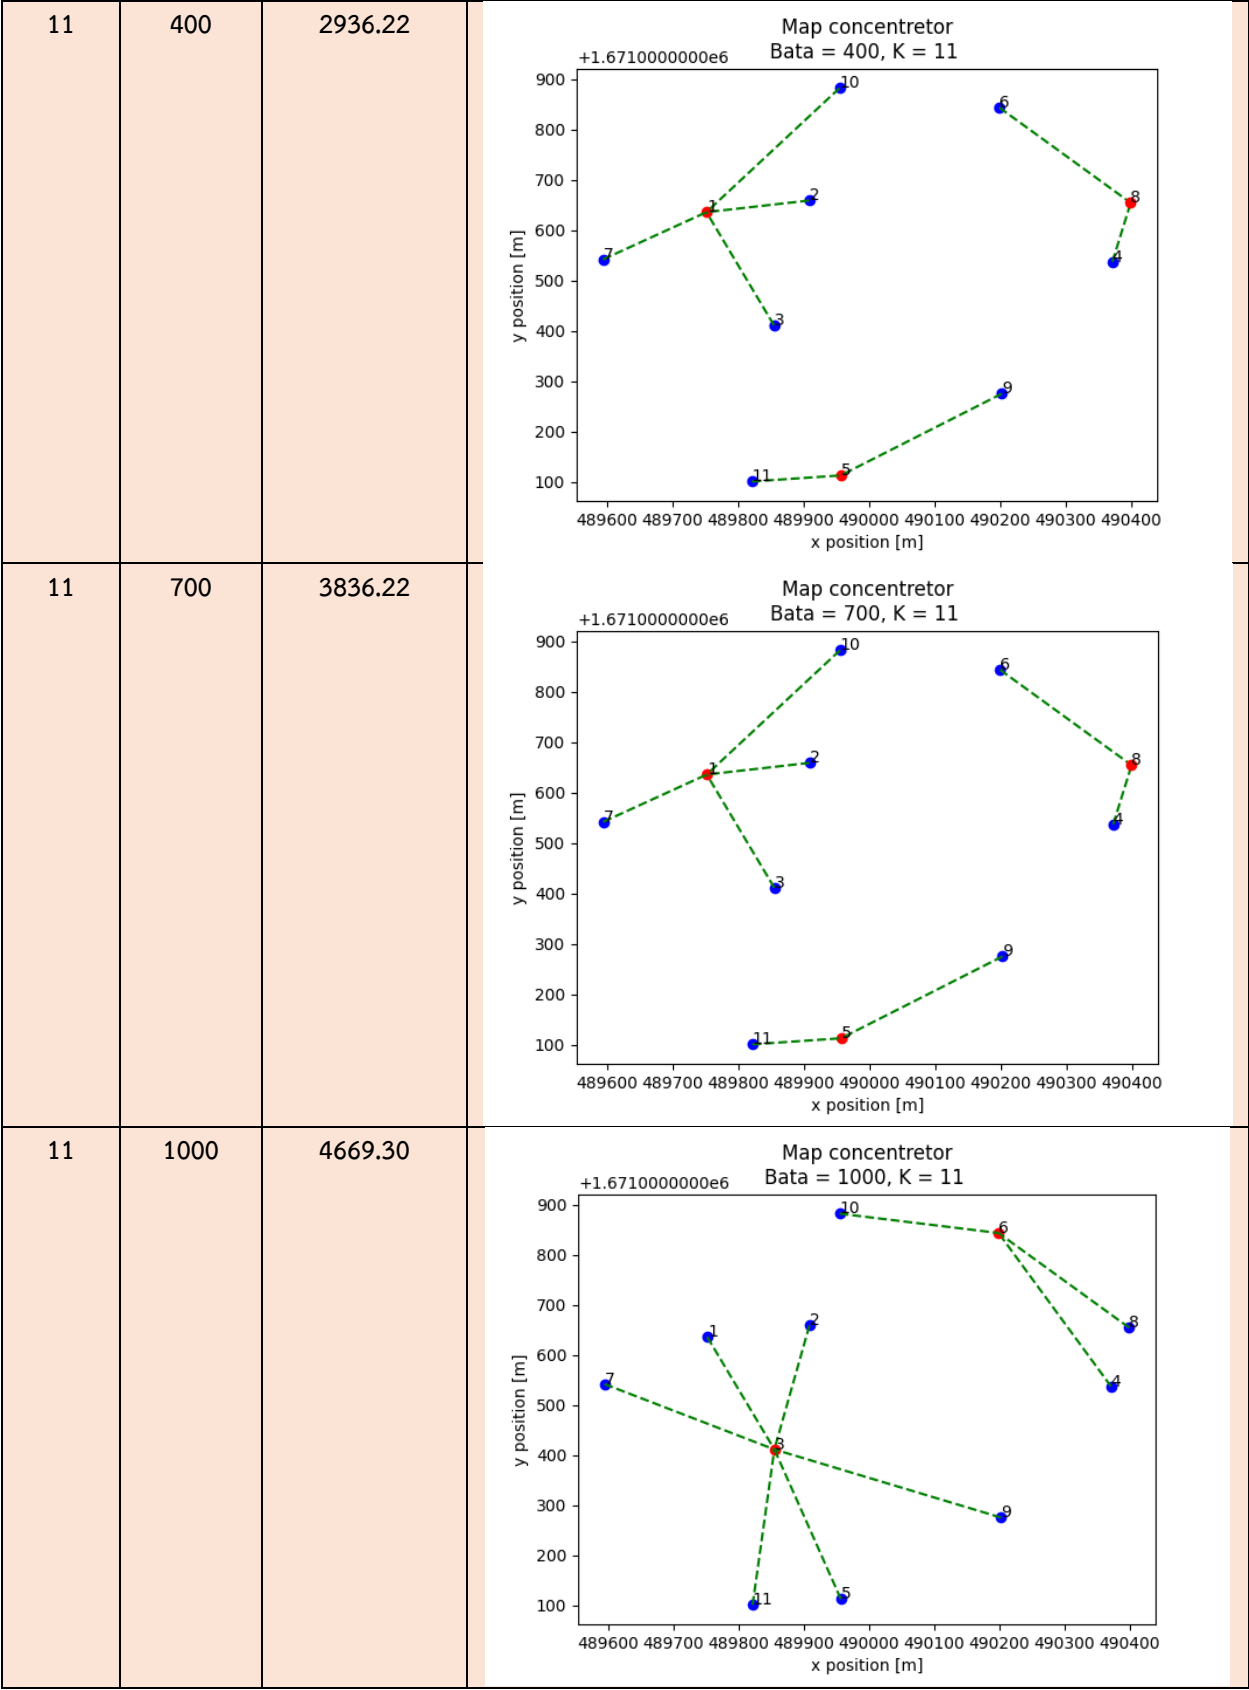 11 400 2936.22
Map concentretor
Bata = 400, K = 11
+1.6710000000e6
900
800
700
600
500
400
300
200
100
y position [m]
10
6
2
8
1
7
4
3
9
5
11
489600 489700 489800 489900 490000 490100 490200 490300 490400
x position [m]
11 700 3836.22
Map concentretor
Bata = 700, K = 11
+1.6710000000e6
900
800
700
600
500
400
300
200
100
y position [m]
10
6
2
8
1
7
4
3
9
5
11
489600 489700 489800 489900 490000 490100 490200 490300 490400
x position [m]
11 1000 4669.30
Map concentretor
Bata = 1000, K = 11
+1.6710000000e6
900
800
700
600
500
400
300
200
100
y position [m]
10
6
2
8
1
7
4
3
9
5
11
489600 489700 489800 489900 490000 490100 490200 490300 490400
x position [m]